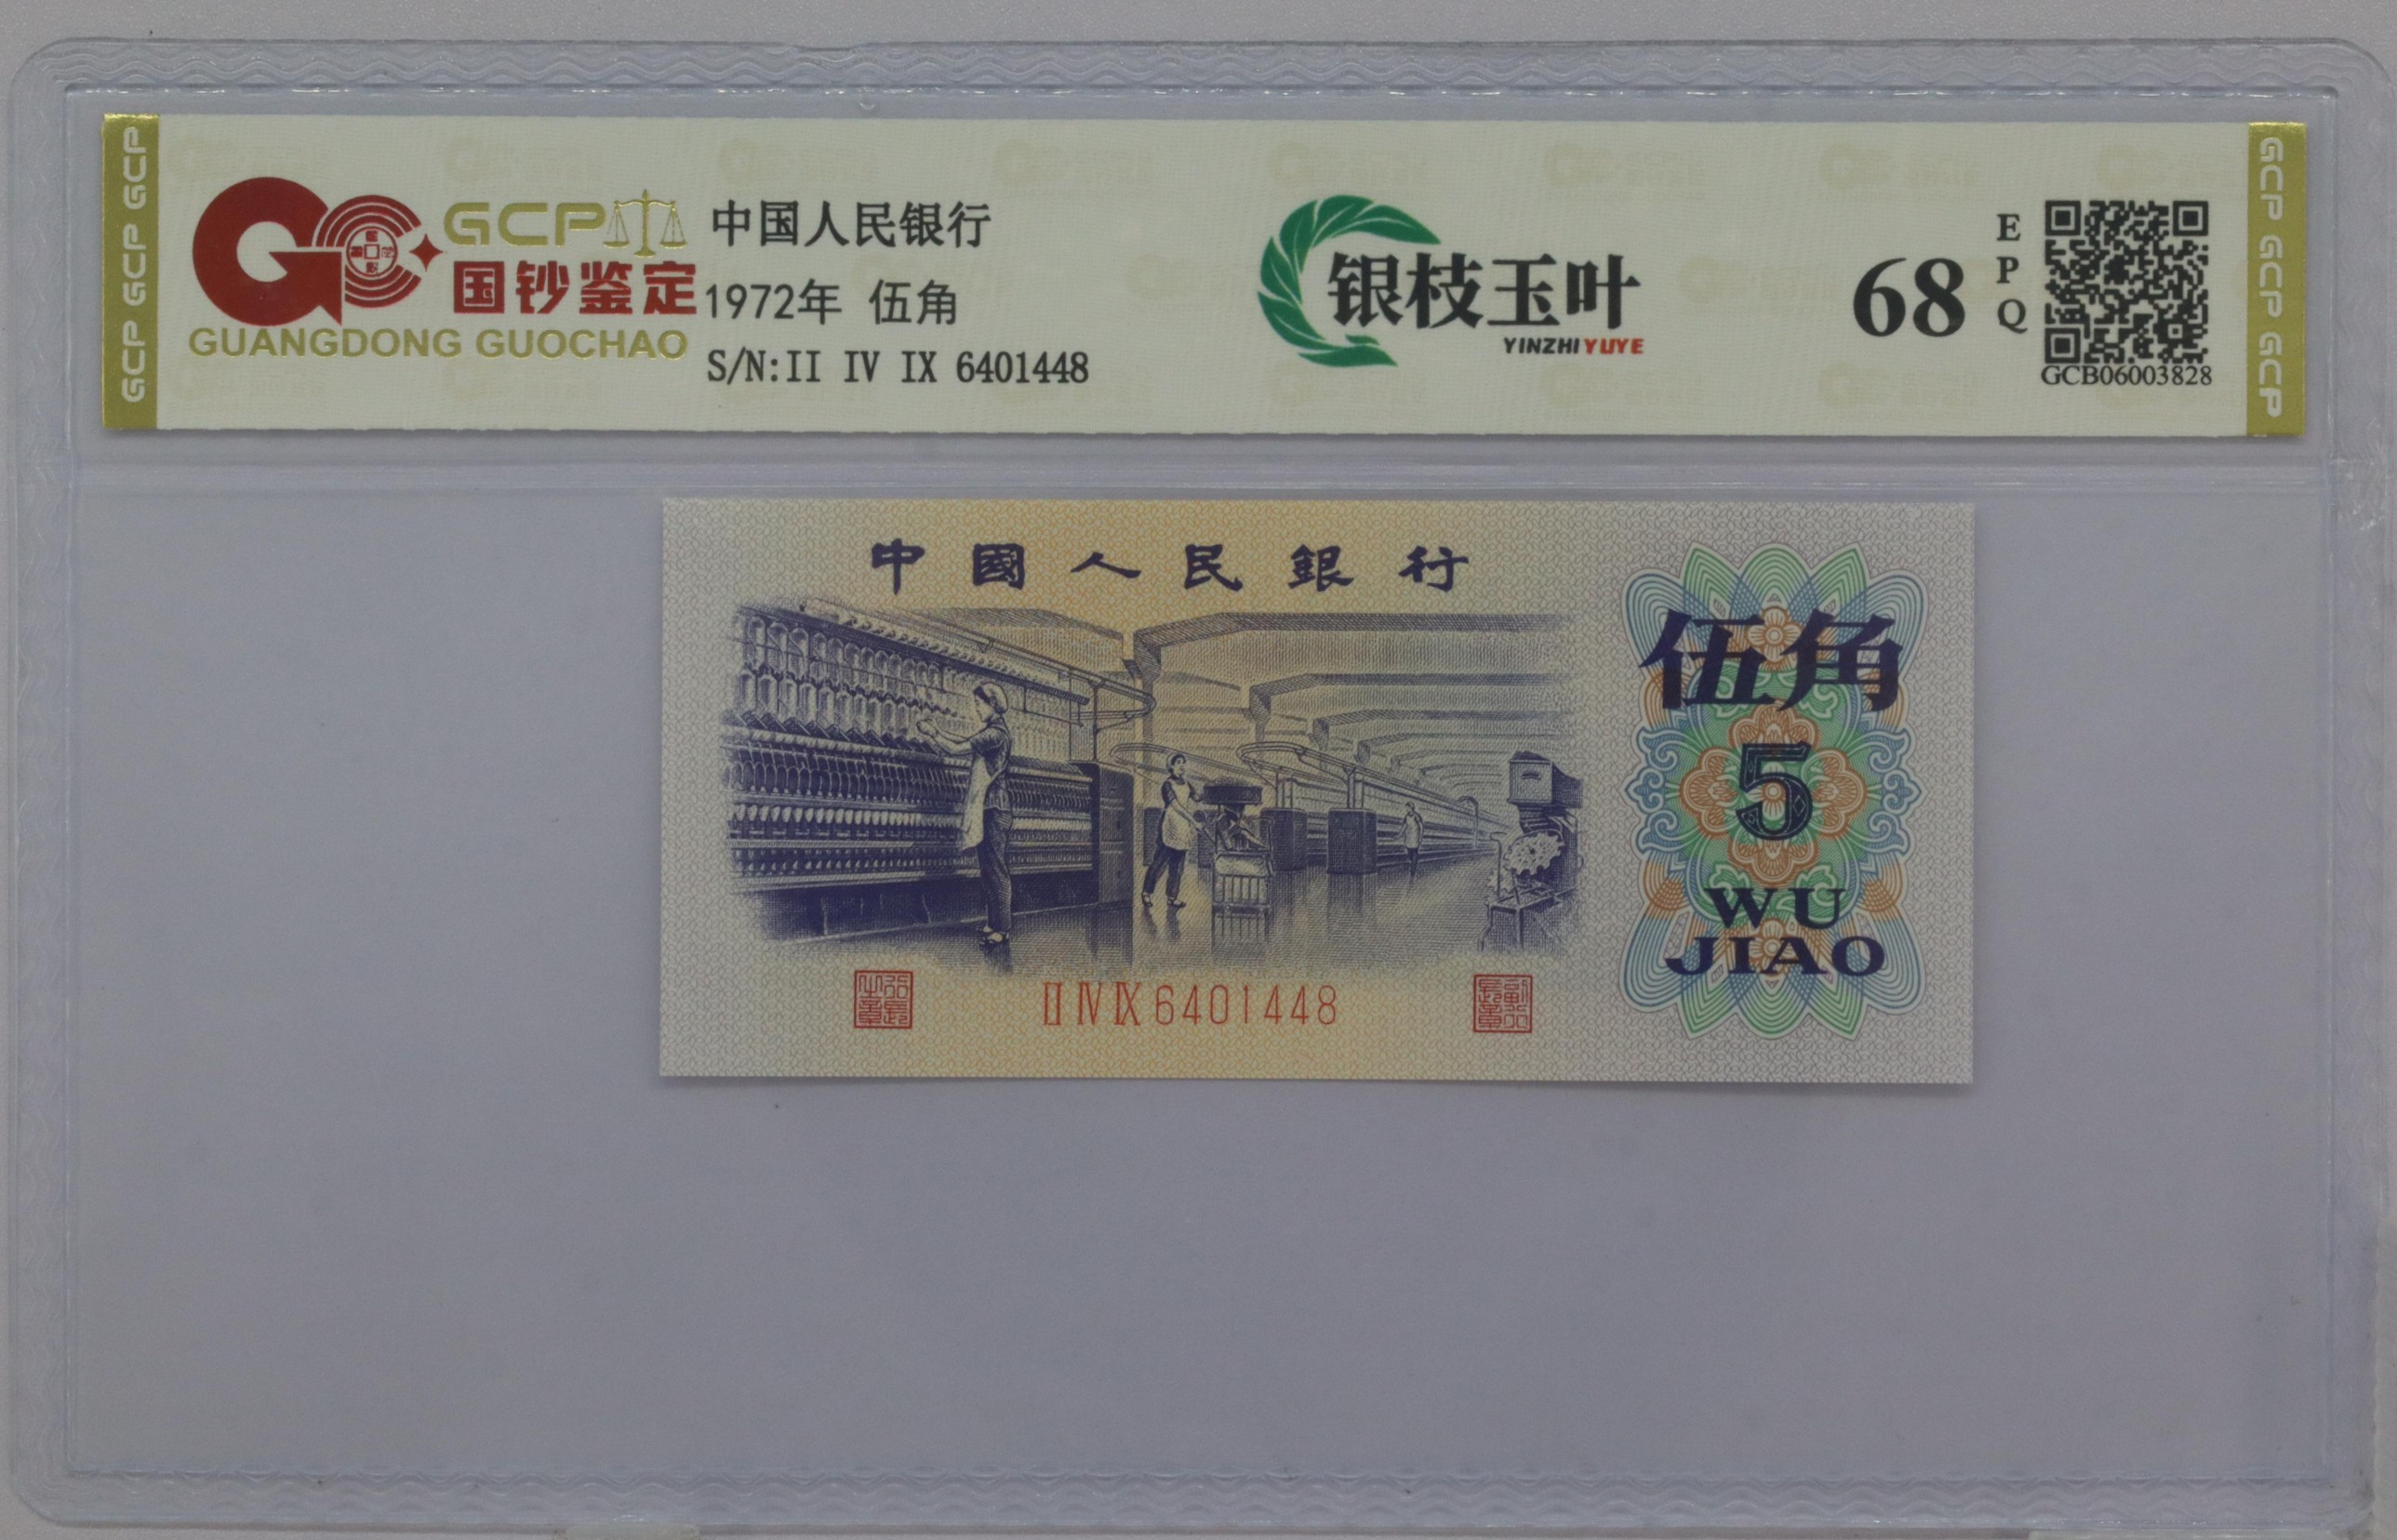 GCP GCP GCP
GCP
国钞鉴定
GUANGDONG GUOCHAO
中国人民银行
1972年 伍角
S/N:II IV IX 6401448
银枝玉叶
YINZHIYUYE
68
EPQ
GCB06003828
GCP GCP GCP
中國人民銀行
伍角
5
WU
JIAO
II IV IX 6401448